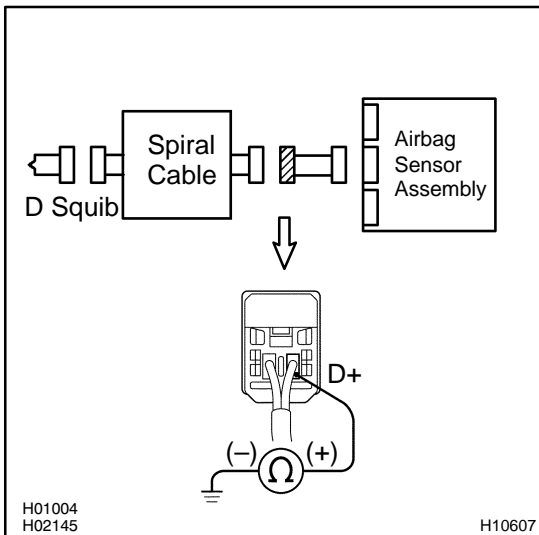 Spiral
Cable
Airbag
Sensor
Assembly
D Squib
D+
(−)
Ω
(+)
H01004
H02145
H10607